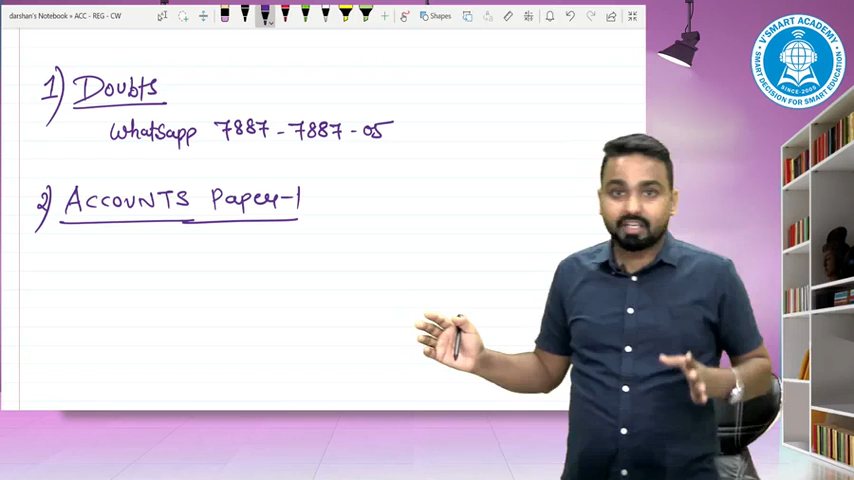 darshan's Notebook » ACC - REG - CW
Shapes
V'SMART ACADEMY
SMART DECISION FOR SMART EDUCATION
SINCE-2005
1) Doubts
Whatsapp 7887 - 7887 - 05
2) ACCOUNTS Paper-1